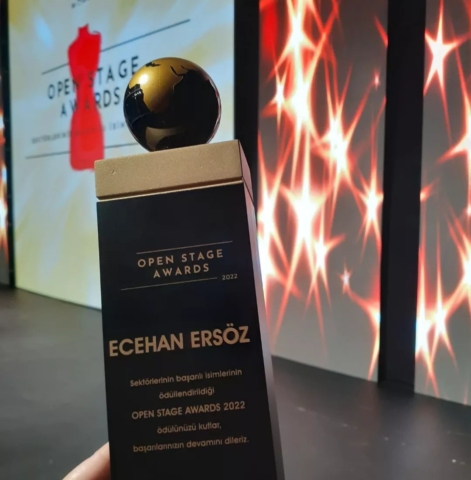 OPEN STAGE
AWARDS
OPEN STAGE
AWARDS
2022
ECEHAN ERSÖZ
Sektörlerinin başarılı isimlerinin
ödüllendirildiği
OPEN STAGE AWARDS 2022
ödülünüzü kutlar,
başarılarınızın devamını dileriz.